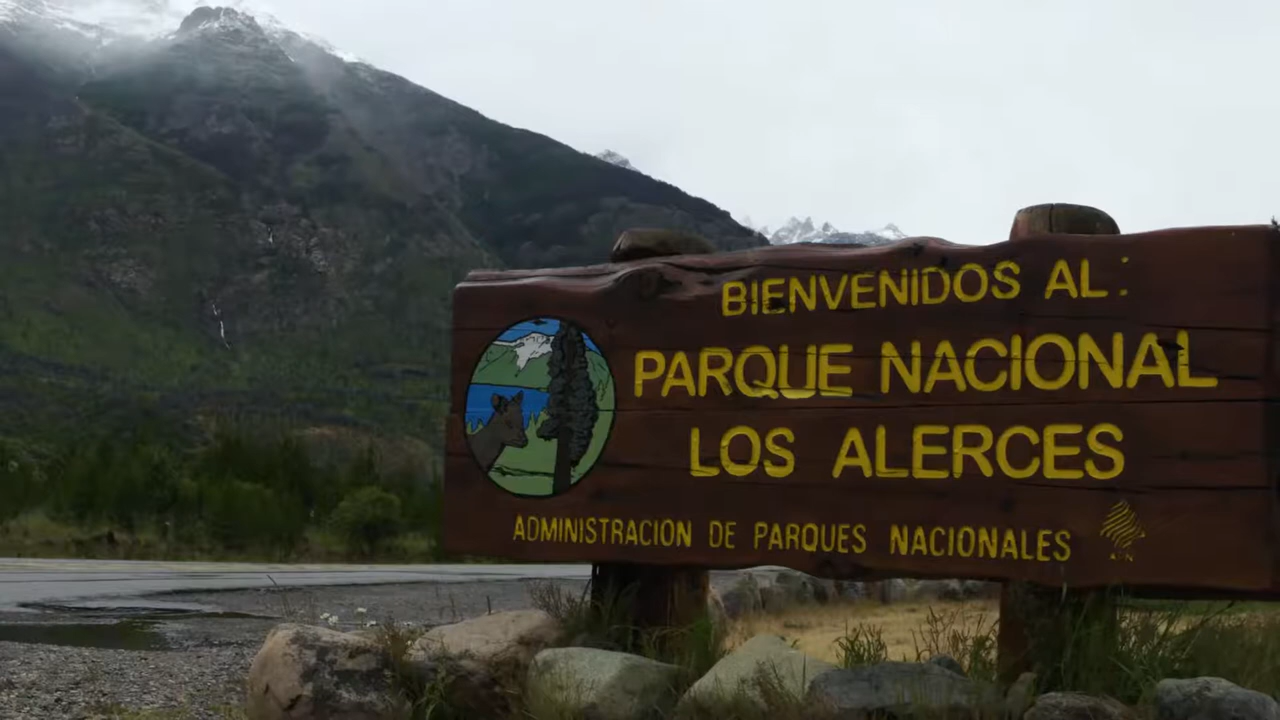 BIENVENIDOS AL:
PARQUE NACIONAL
LOS ALERCES
ADMINISTRACION DE PARQUES NACIONALES